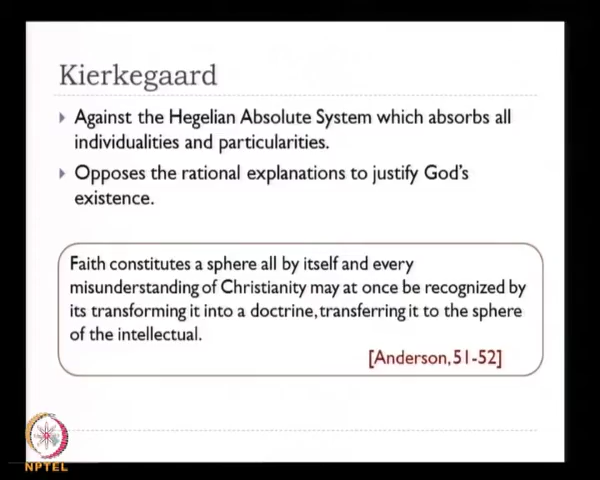 Kierkegaard
Against the Hegelian Absolute System which absorbs all
individualities and particularities.
Opposes the rational explanations to justify God's
existence.
Faith constitutes a sphere all by itself and every
misunderstanding of Christianity may at once be recognized by
its transforming it into a doctrine, transferring it to the sphere
of the intellectual.
[Anderson, 51-52]
NPTEL